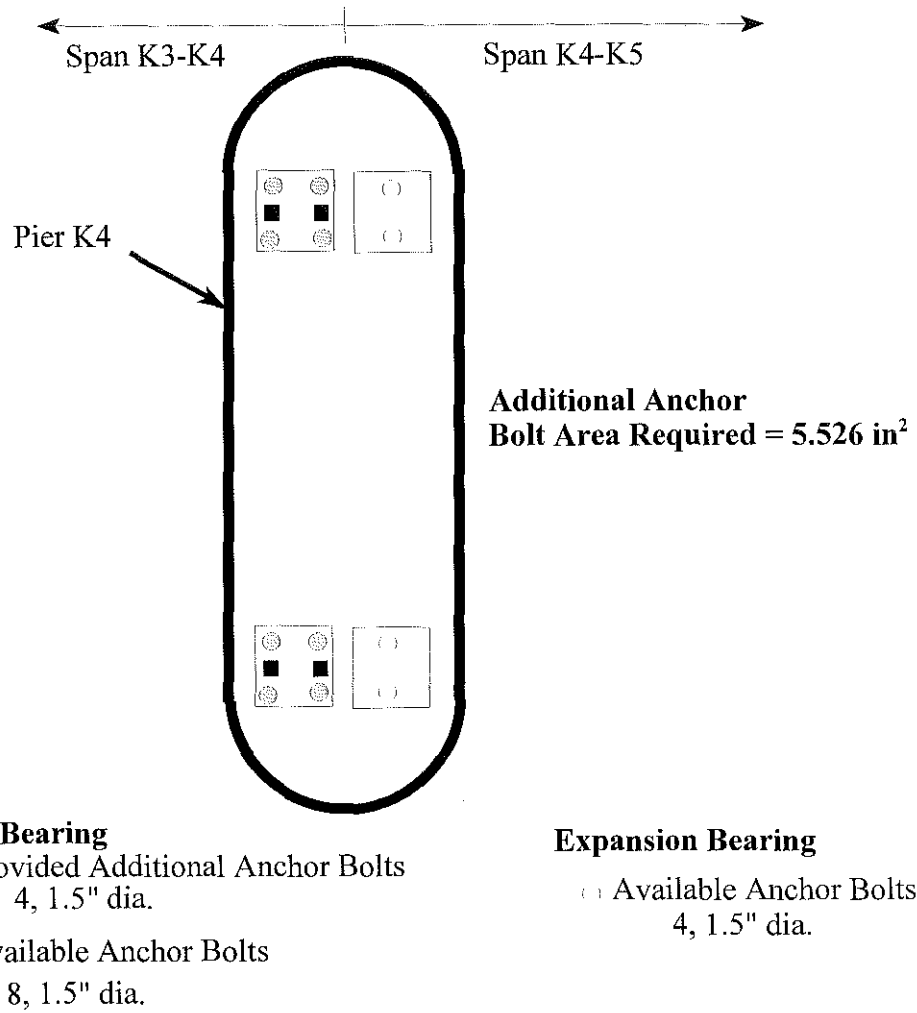 Span K3-K4
Span K4-K5
Pier K4
Additional Anchor
Bolt Area Required = 5.526 in²
Bearing
ovided Additional Anchor Bolts
4, 1.5" dia.
vailable Anchor Bolts
8, 1.5" dia.
Expansion Bearing
Available Anchor Bolts
4, 1.5" dia.